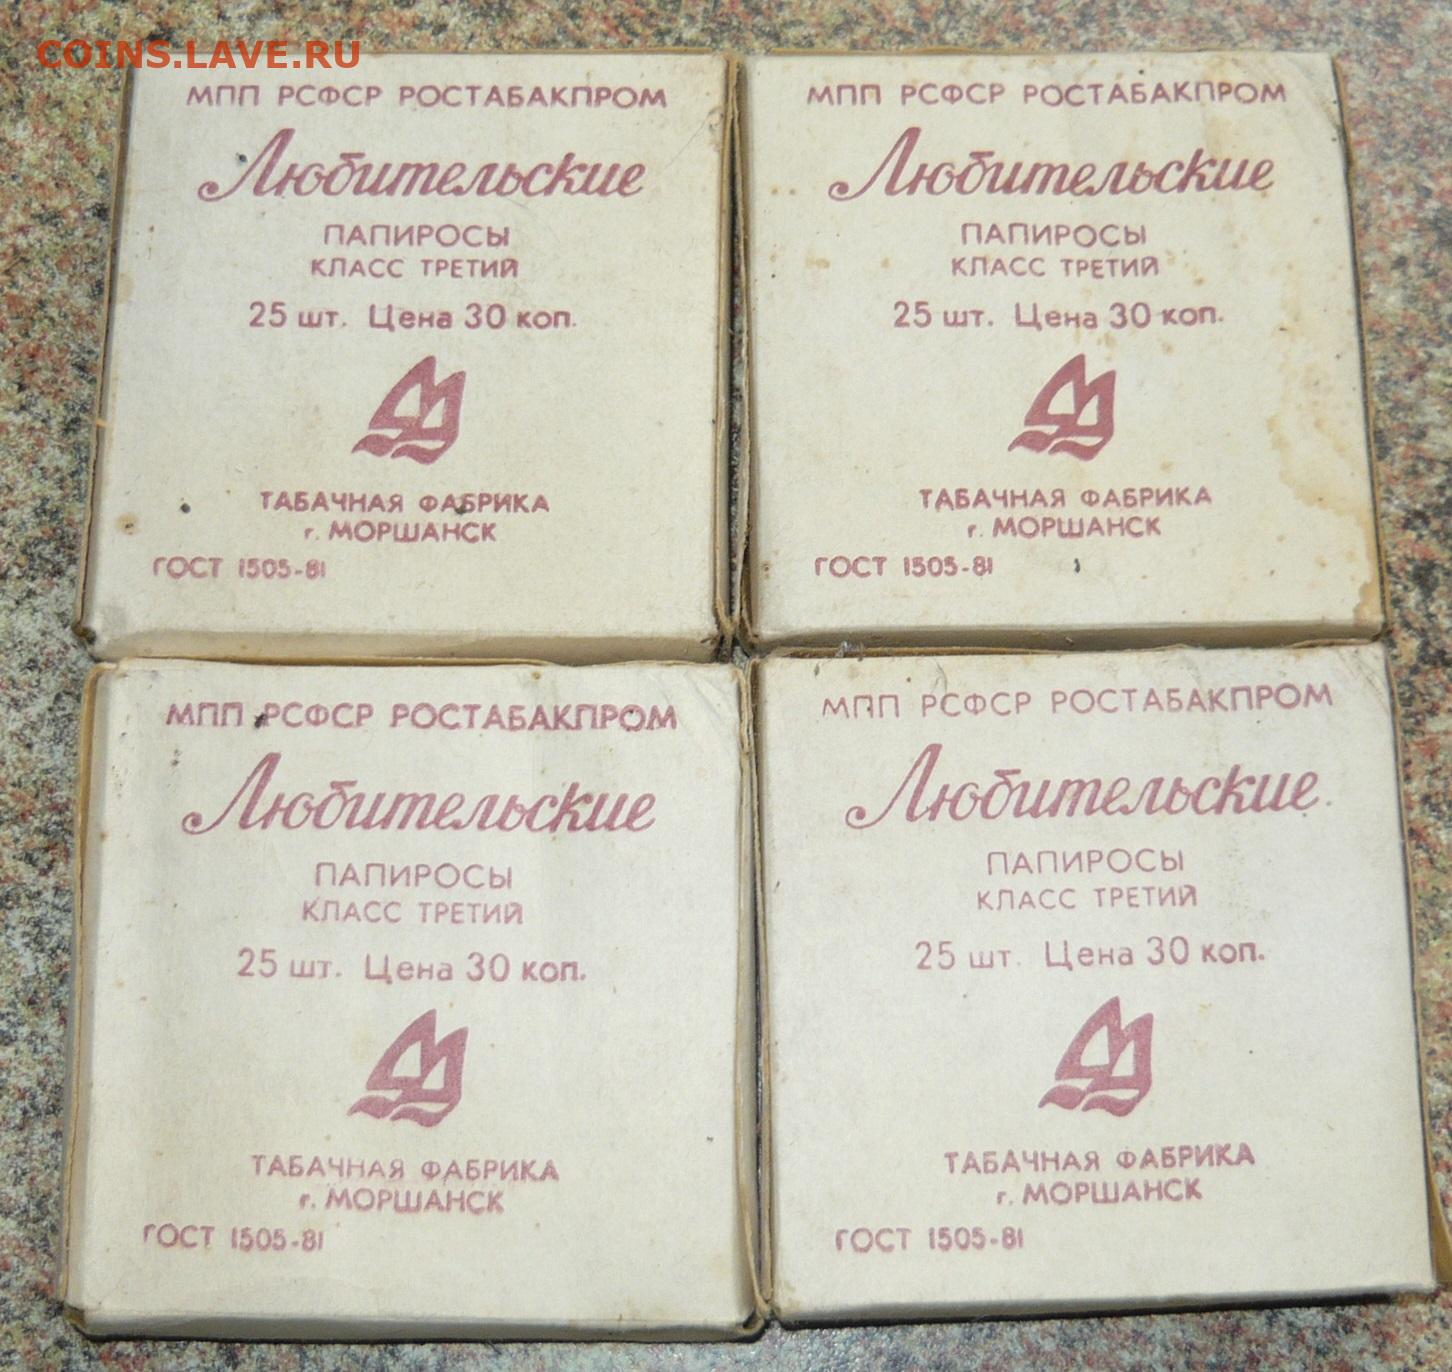 COINS.LAVE.RU
МПП РСФСР РОСТАБАКПРОМ
Любительские
ПАПИРОСЫ
КЛАСС ТРЕТИЙ
25 шт. Цена 30 коп.
ТАБАЧНАЯ ФАБРИКА
г. МОРШАНСК
ГОСТ 1505-81
МПП РСФСР РОСТАБАКПРОМ
Любительские
ПАПИРОСЫ
КЛАСС ТРЕТИЙ
25 шт. Цена 30 коп.
ТАБАЧНАЯ ФАБРИКА
г. МОРШАНСК
ГОСТ 1505-81
МПП РСФСР РОСТАБАКПРОМ
Любительские
ПАПИРОСЫ
КЛАСС ТРЕТИЙ
25 шт. Цена 30 коп.
ТАБАЧНАЯ ФАБРИКА
г. МОРШАНСК
ГОСТ 1505-81
МПП РСФСР РОСТАБАКПРОМ
Любительские
ПАПИРОСЫ
КЛАСС ТРЕТИЙ
25 шт. Цена 30 коп.
ТАБАЧНАЯ ФАБРИКА
г. МОРШАНСК
ГОСТ 1505-81